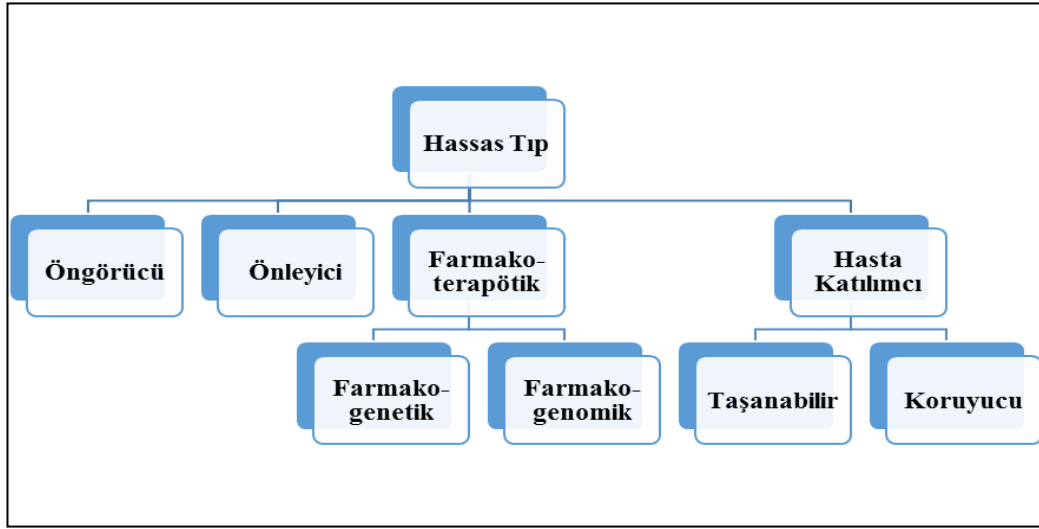 Hassas Tıp
Öngörücü
Önleyici
Farmako-
terapötik
Hasta
Katılımcı
Farmako-
genetik
Farmako-
genomik
Taşanabilir
Koruyucu